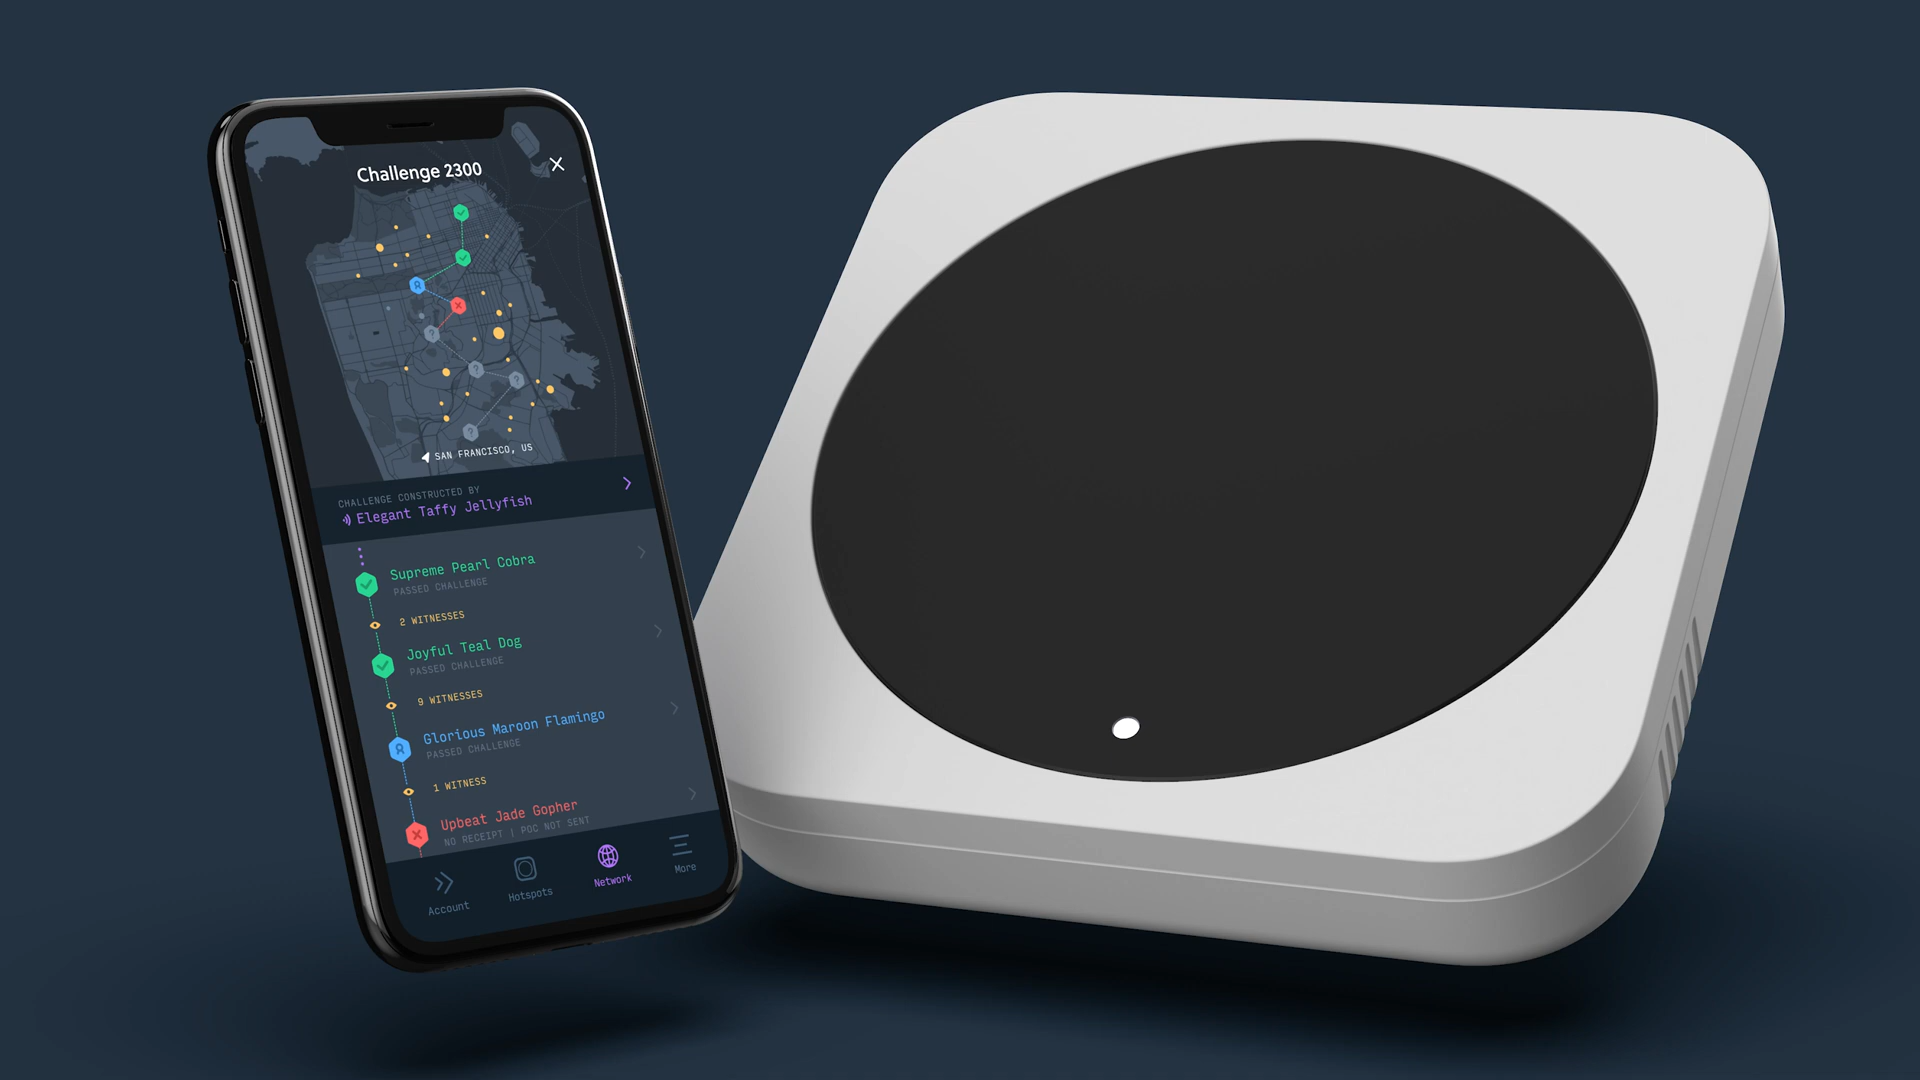 Challenge 2300
SAN FRANCISCO, US
CHALLENGE CONSTRUCTED BY
Elegant Taffy Jellyfish
Supreme Pearl Cobra
PASSED CHALLENGE
2 WITNESSES
Joyful Teal Dog
PASSED CHALLENGE
9 WITNESSES
Glorious Maroon Flamingo
PASSED CHALLENGE
1 WITNESS
Upbeat Jade Gopher
NO RECEIPT | POC NOT SENT
Account
Hotspots
Network
More